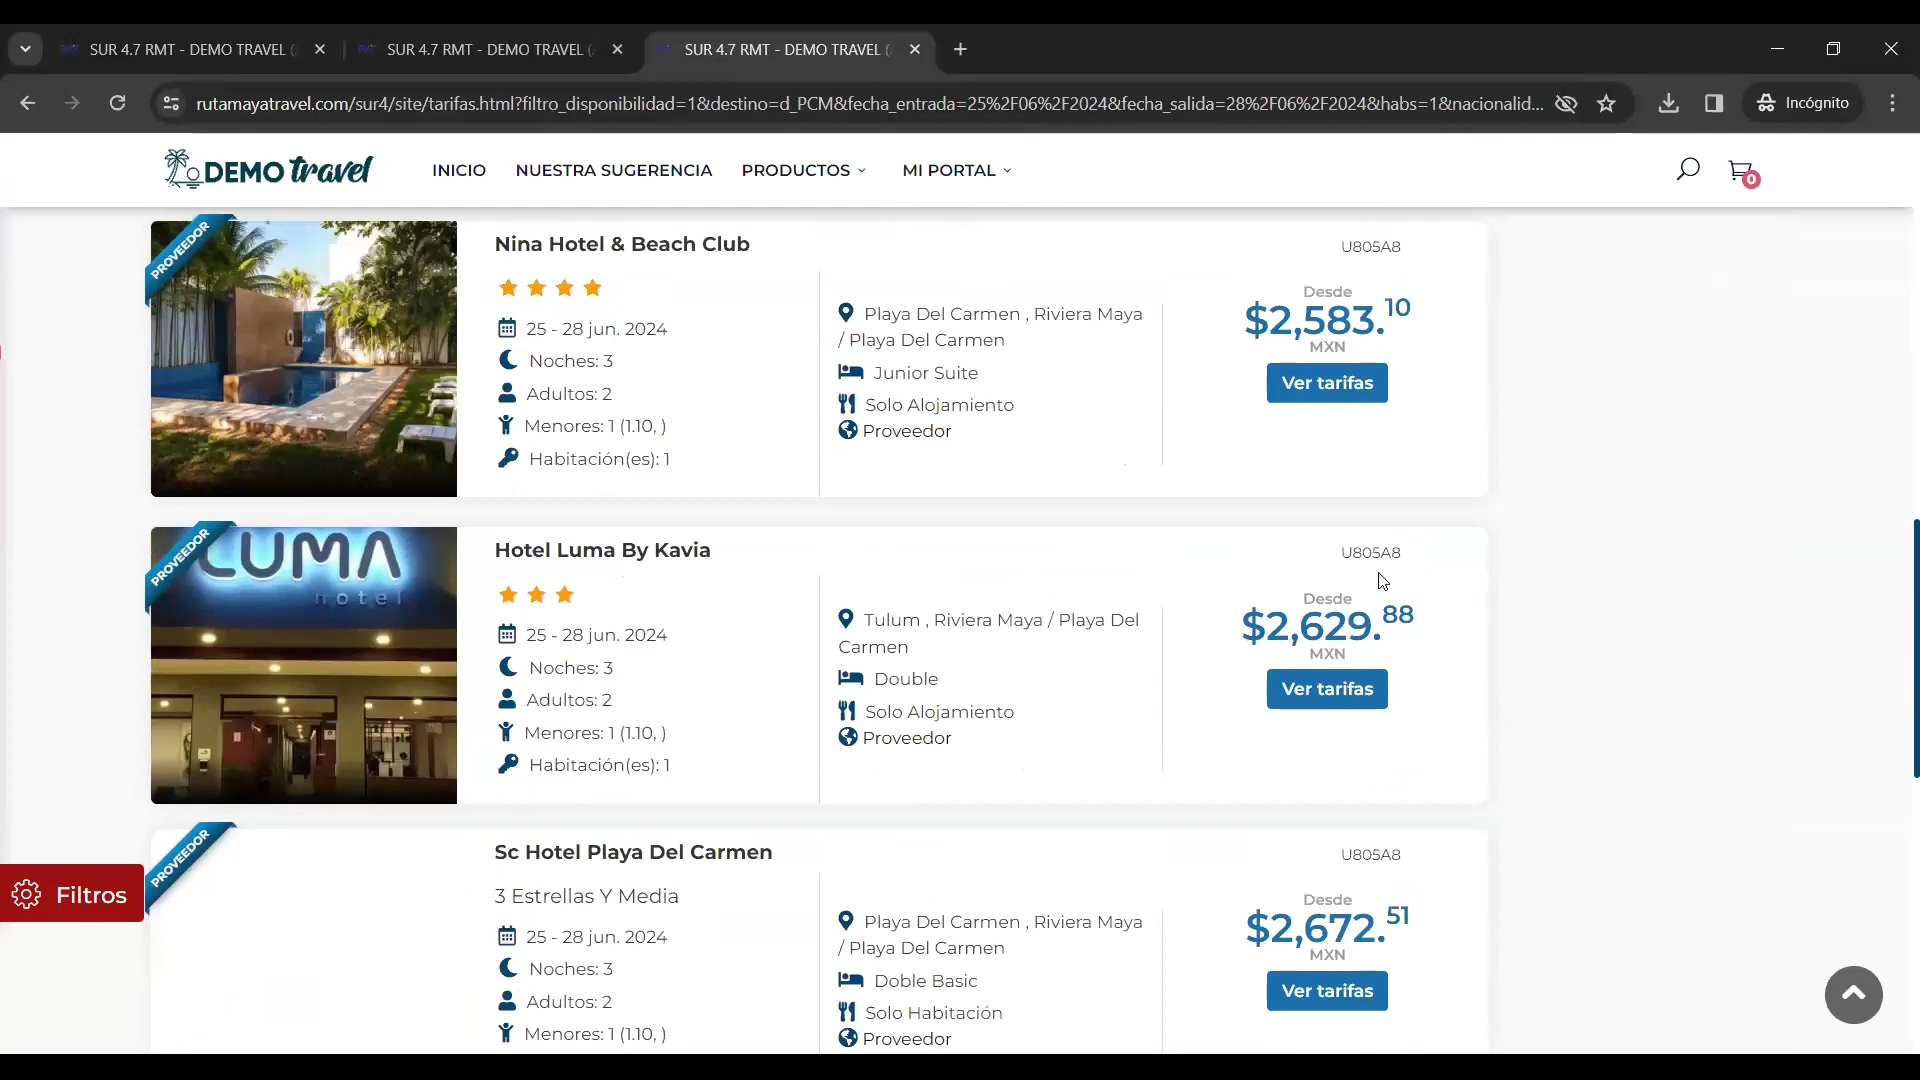 SUR 4.7 RMT - DEMO TRAVEL (
SUR 4.7 RMT - DEMO TRAVEL (
SUR 4.7 RMT - DEMO TRAVEL (
rutamayatravel.com/sur4/site/tarifas.html?filtro_disponibilidad=1&destino=d_PCM&fecha_entrada=25%2F06%2F2024&fecha_salida=28%2F06%2F2024&habs=1&nacionalid...
Incógnito
DEMO travel
INICIO
NUESTRA SUGERENCIA
PRODUCTOS
MI PORTAL
0
PROVEEDOR
Nina Hotel & Beach Club
25 - 28 jun. 2024
Noches: 3
Adultos: 2
Menores: 1 (1.10, )
Habitación(es): 1
Playa Del Carmen , Riviera Maya
/ Playa Del Carmen
Junior Suite
Solo Alojamiento
Proveedor
U805A8
Desde
$2,583.10
MXN
Ver tarifas
PROVEEDOR
LUMA
hotel
Hotel Luma By Kavia
25 - 28 jun. 2024
Noches: 3
Adultos: 2
Menores: 1 (1.10, )
Habitación(es): 1
Tulum , Riviera Maya / Playa Del
Carmen
Double
Solo Alojamiento
Proveedor
U805A8
Desde
$2,629.88
MXN
Ver tarifas
PROVEEDOR
Sc Hotel Playa Del Carmen
3 Estrellas Y Media
25 - 28 jun. 2024
Noches: 3
Adultos: 2
Menores: 1 (1.10, )
Playa Del Carmen , Riviera Maya
/ Playa Del Carmen
Doble Basic
Solo Habitación
Proveedor
U805A8
Desde
$2,672.51
MXN
Ver tarifas
Filtros